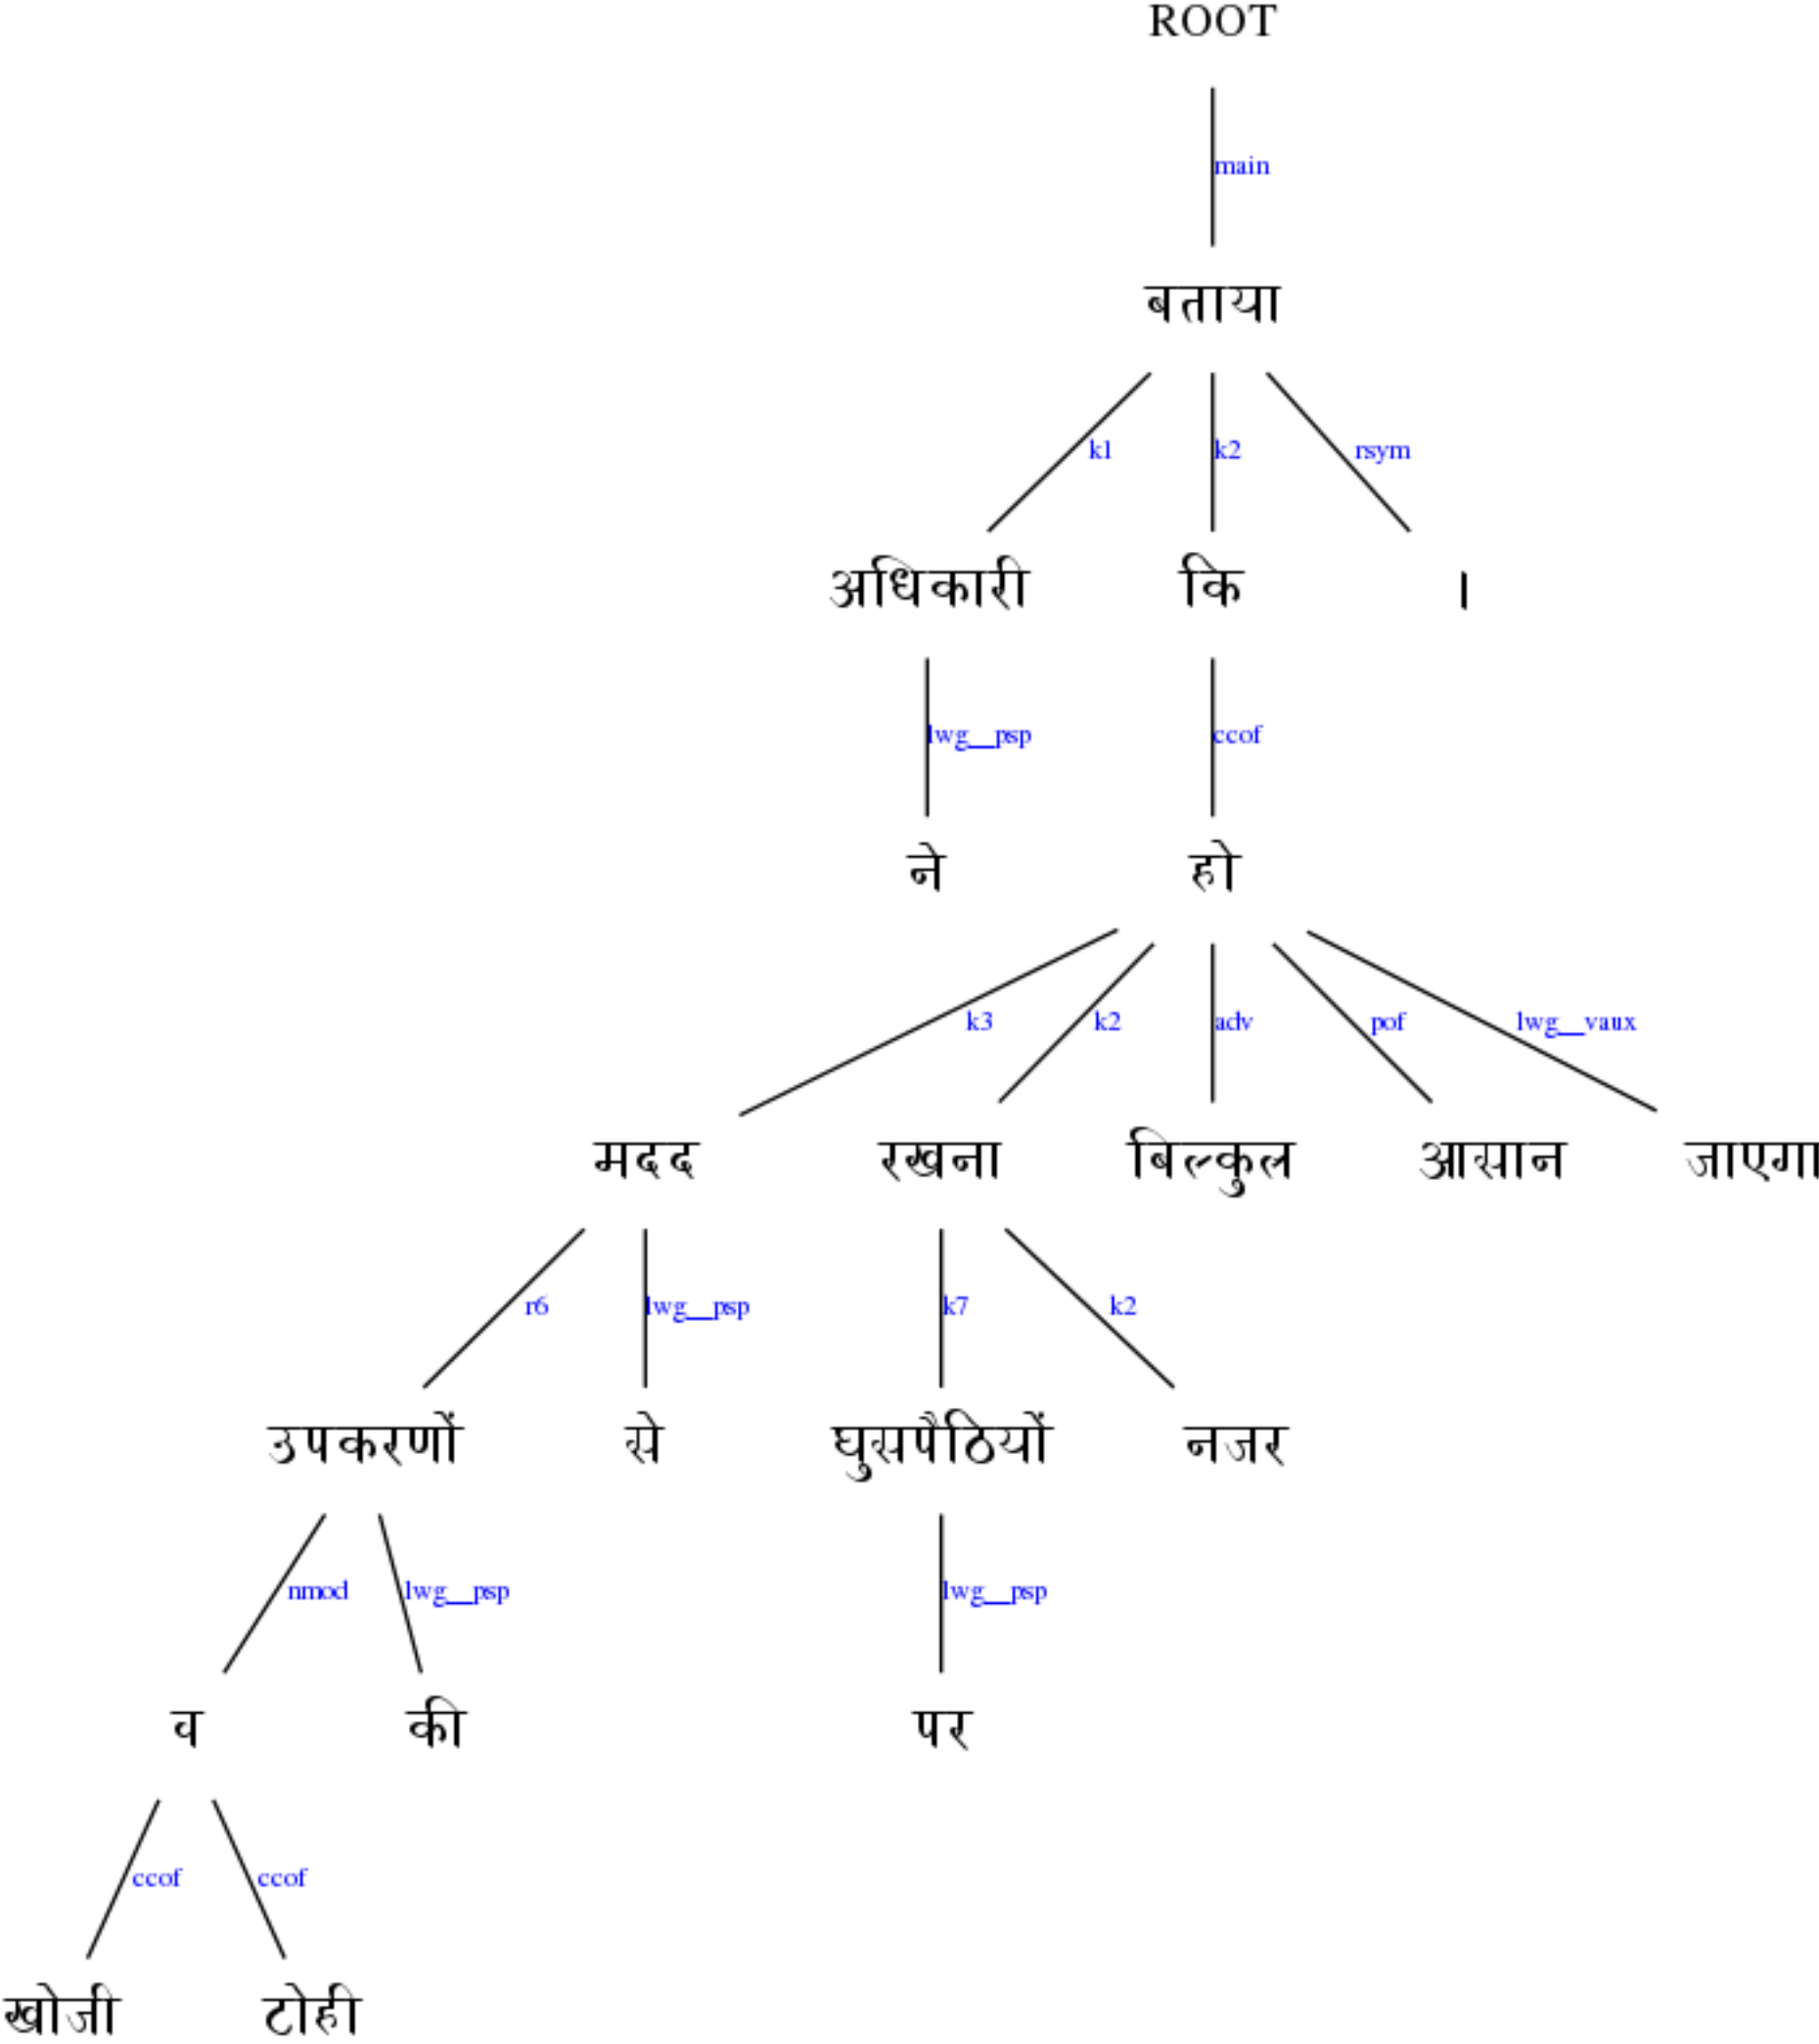 ROOT
main
बताया
k1 k2 rsym
अधिकारी कि ।
lwg__psp ccof
ने हो
k3 k2 adv pof lwg__vaux
मदद रखना बिल्कुल आसान जाएगा
r6 lwg__psp k7 k2
उपकरणों से घुसपैठियों नजर
nmod lwg__psp lwg__psp
व की पर
ccof ccof
खोजी टोही